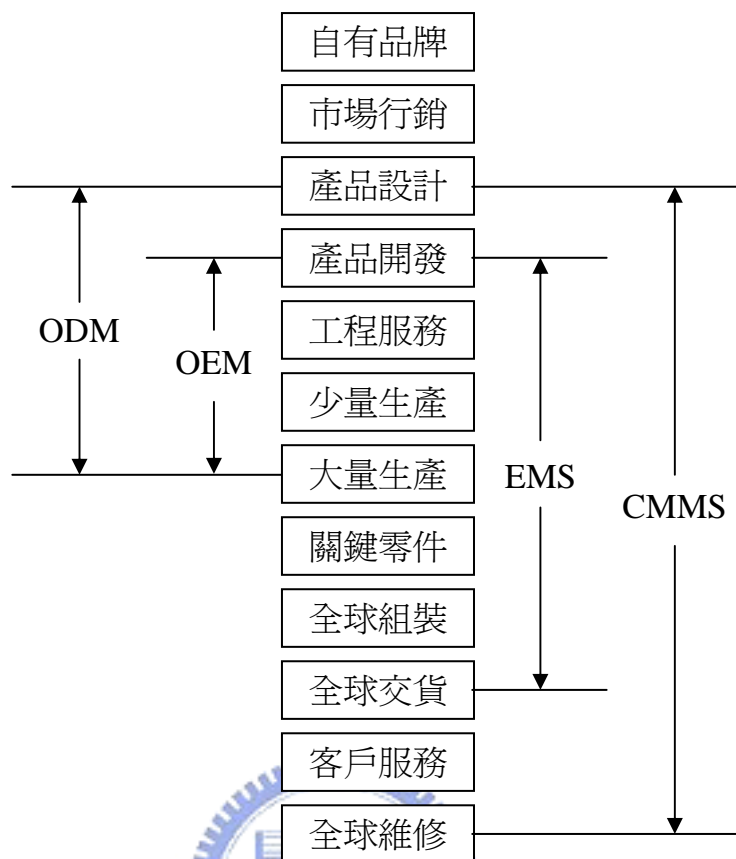 自有品牌
市場行銷
產品設計
產品開發
工程服務
少量生產
大量生產
關鍵零件
全球組裝
全球交貨
客戶服務
全球維修
ODM
OEM
EMS
CMMS